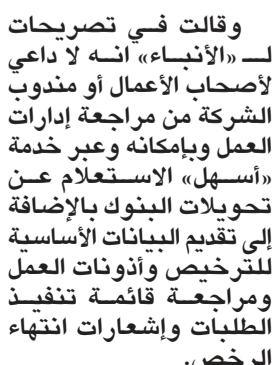 وقالت في تصريحات
لـ «الأنباء» انه لا داعي
لأصحاب الأعمال أو مندوب
الشركة من مراجعة إدارات
العمل وبإمكانه وعبر خدمة
«أسهل» الاستعلام عن
تحويلات البنوك بالإضافة
إلى تقديم البيانات الأساسية
للترخيص وأذونات العمل
ومراجعة قائمة تنفيذ
الطلبات وإشعارات انتهاء
الرخص.